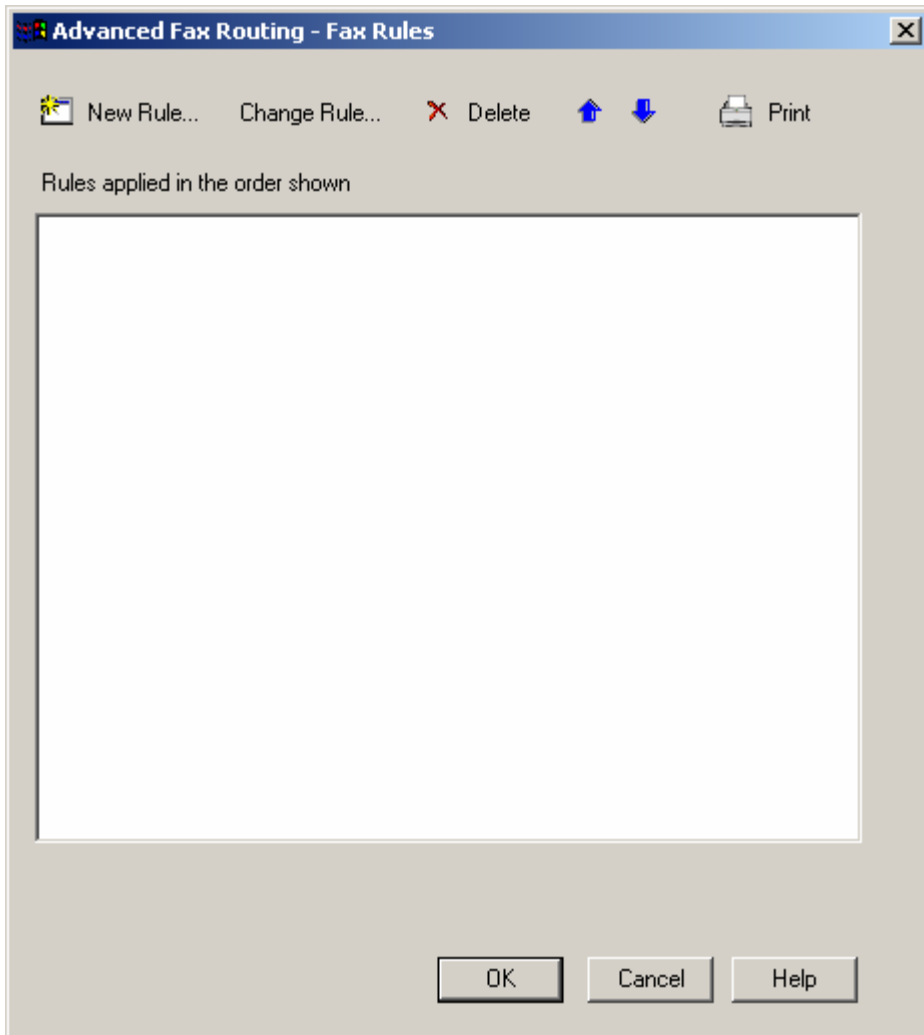 Advanced Fax Routing - Fax Rules
New Rule... Change Rule... Delete Print
Rules applied in the order shown
OK Cancel Help